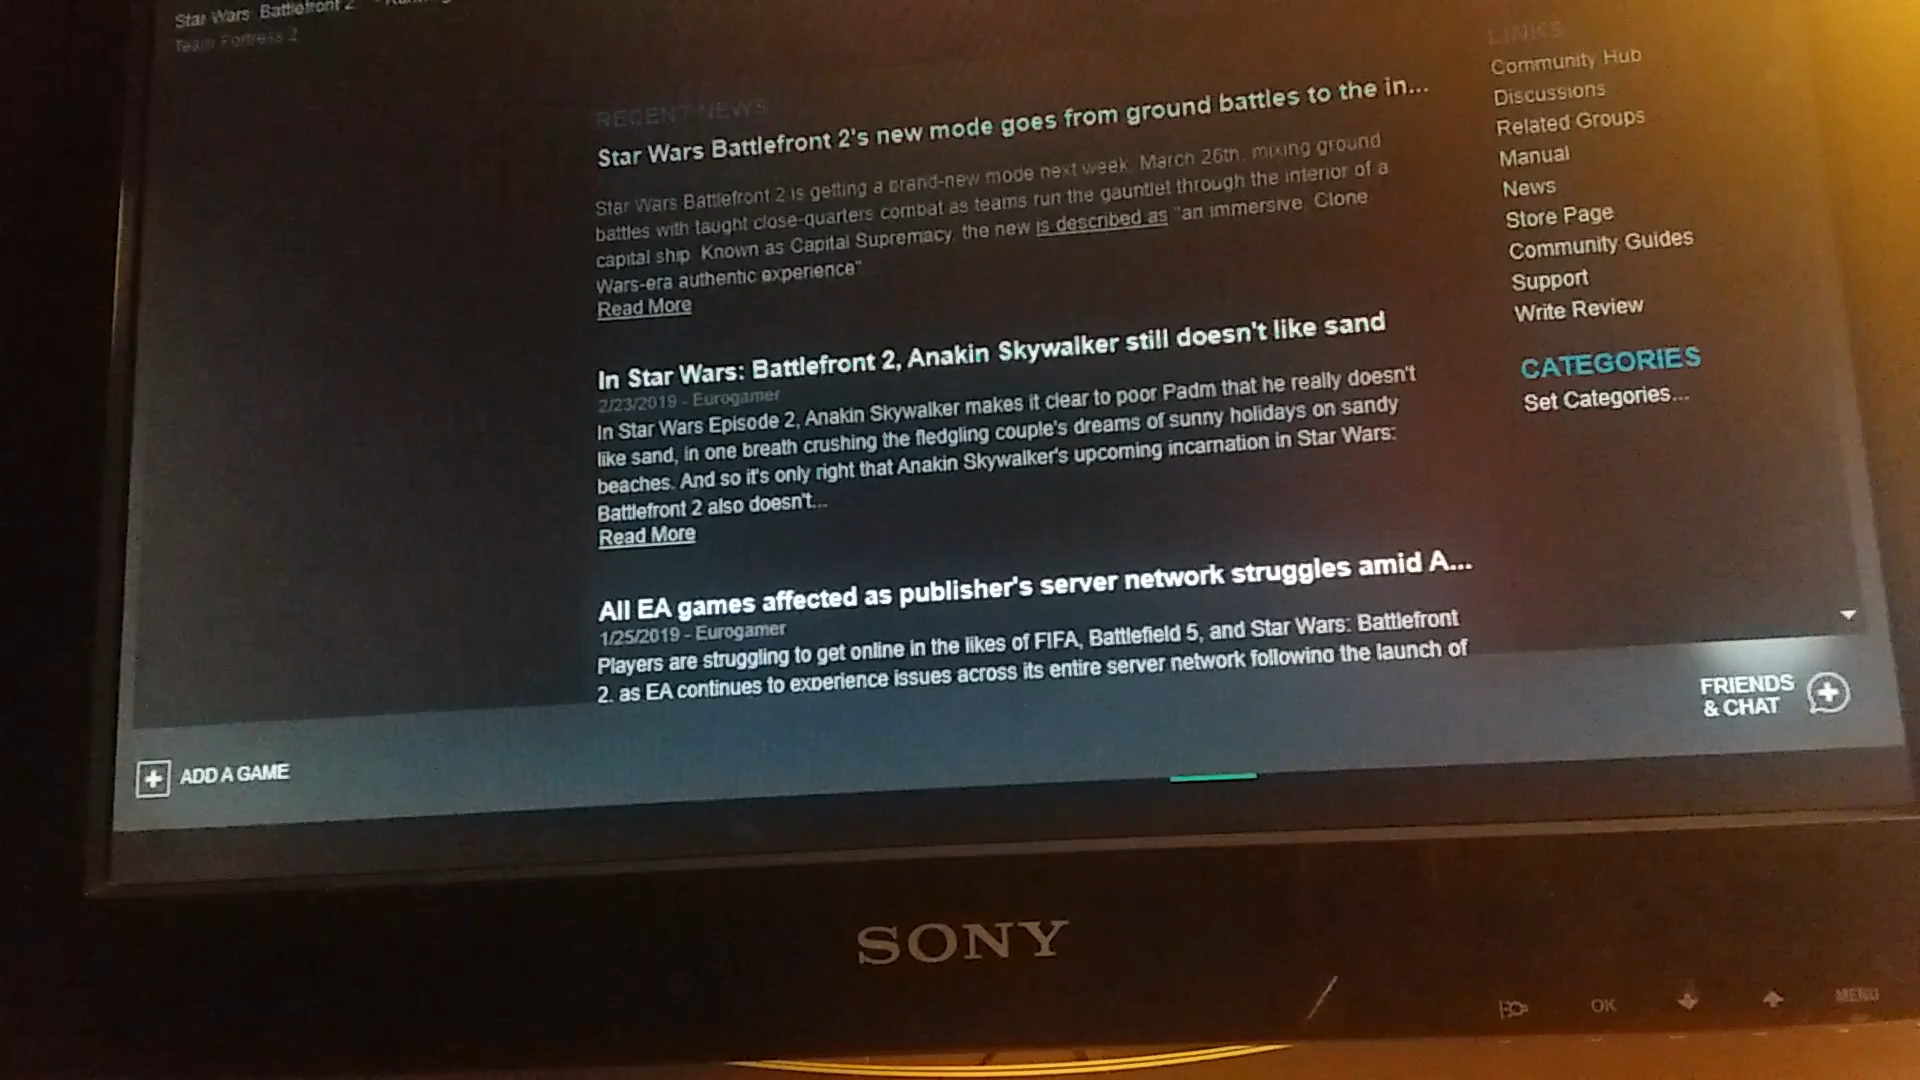 Star Wars Battlefront 2
Team Fortress 2
RECENT NEWS
Star Wars Battlefront 2's new mode goes from ground battles to the in...
Star Wars Battlefront 2 is getting a brand-new mode next week, March 26th, mixing ground
battles with taught close-quarters combat as teams run the gauntlet through the interior of a
capital ship. Known as Capital Supremacy, the new is described as "an immersive, Clone
Wars-era authentic experience"
Read More
In Star Wars: Battlefront 2, Anakin Skywalker still doesn't like sand
2/23/2019 - Eurogamer
In Star Wars Episode 2, Anakin Skywalker makes it clear to poor Padm that he really doesn't
like sand, in one breath crushing the fledgling couple's dreams of sunny holidays on sandy
beaches. And so it's only right that Anakin Skywalker's upcoming incarnation in Star Wars:
Battlefront 2 also doesn't...
Read More
All EA games affected as publisher's server network struggles amid A...
1/25/2019 - Eurogamer
Players are struggling to get online in the likes of FIFA, Battlefield 5, and Star Wars: Battlefront
2, as EA continues to experience issues across its entire server network following the launch of
LINKS
Community Hub
Discussions
Related Groups
Manual
News
Store Page
Community Guides
Support
Write Review
CATEGORIES
Set Categories...
FRIENDS
& CHAT
ADD A GAME
SONY
OK
MENU